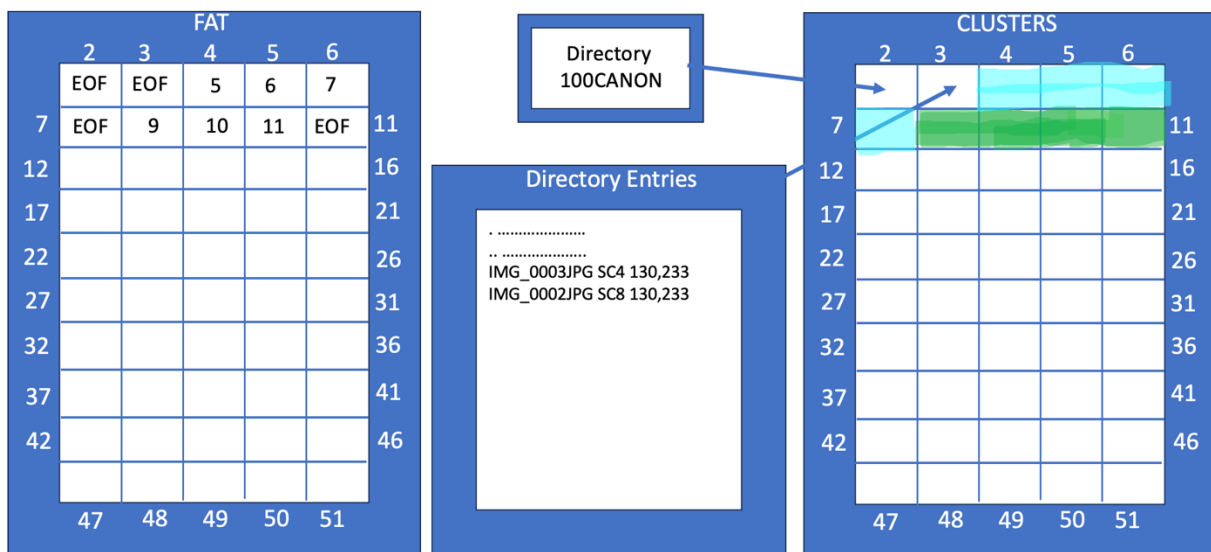 FAT
2 3 4 5 6
EOF EOF 5 6 7
7 EOF 9 10 11 EOF 11
12 16
17 21
22 26
27 31
32 36
37 41
42 46
47 48 49 50 51
Directory
100CANON
Directory Entries
. .....................
.. ....................
IMG_0003JPG SC4 130,233
IMG_0002JPG SC8 130,233
CLUSTERS
2 3 4 5 6
7 11
12 16
17 21
22 26
27 31
32 36
37 41
42 46
47 48 49 50 51